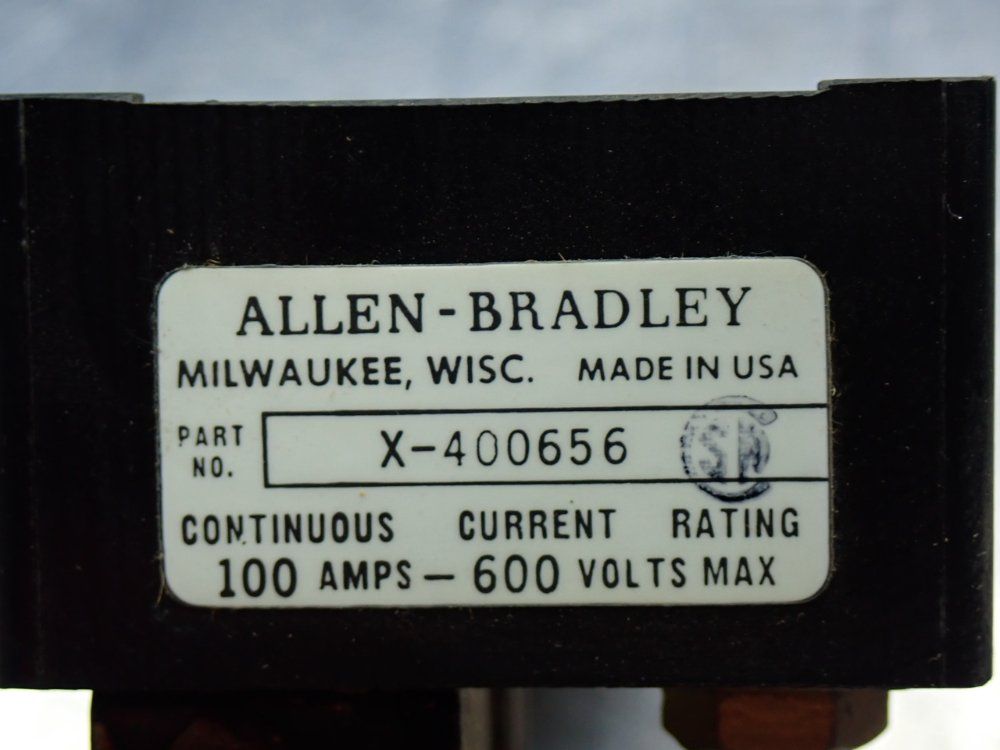 ALLEN-BRADLEY
MILWAUKEE, WISC. MADE IN USA
PART NO. X-400656
CONTINUOUS CURRENT RATING
100 AMPS — 600 VOLTS MAX